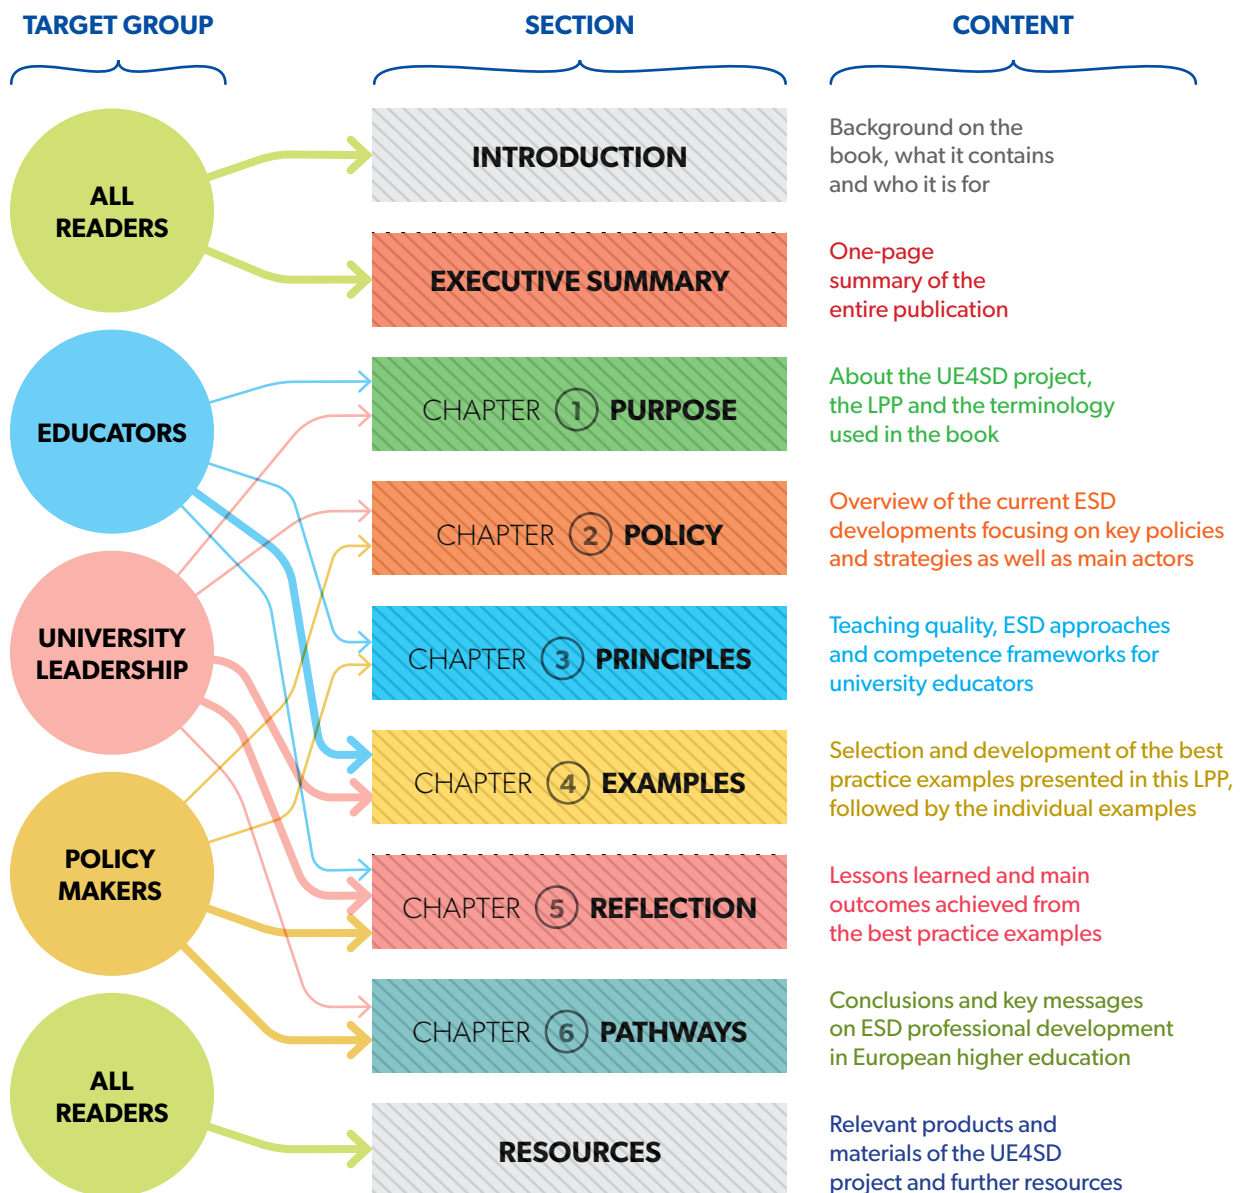 TARGET GROUP
SECTION
CONTENT
ALL
READERS
INTRODUCTION
Background on the
book, what it contains
and who it is for
EXECUTIVE SUMMARY
One-page
summary of the
entire publication
EDUCATORS
CHAPTER 1 PURPOSE
About the UE4SD project,
the LPP and the terminology
used in the book
CHAPTER 2 POLICY
Overview of the current ESD
developments focusing on key policies
and strategies as well as main actors
UNIVERSITY
LEADERSHIP
CHAPTER 3 PRINCIPLES
Teaching quality, ESD approaches
and competence frameworks for
university educators
CHAPTER 4 EXAMPLES
Selection and development of the best
practice examples presented in this LPP,
followed by the individual examples
POLICY
MAKERS
CHAPTER 5 REFLECTION
Lessons learned and main
outcomes achieved from
the best practice examples
CHAPTER 6 PATHWAYS
Conclusions and key messages
on ESD professional development
in European higher education
ALL
READERS
RESOURCES
Relevant products and
materials of the UE4SD
project and further resources